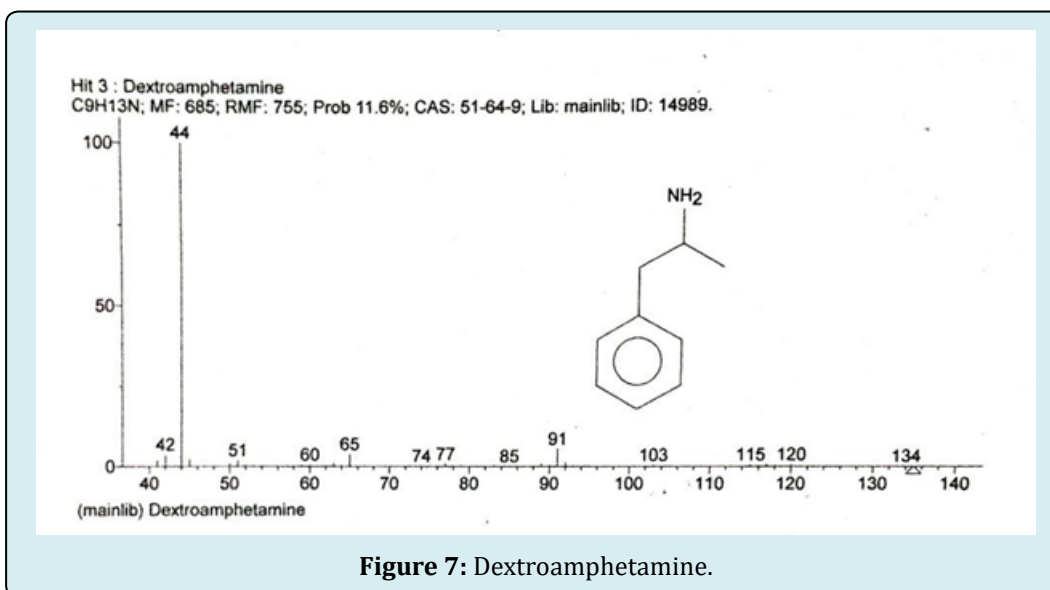 Hit 3 : Dextroamphetamine
C9H13N; MF: 685; RMF: 755; Prob 11.6%; CAS: 51-64-9; Lib: mainlib; ID: 14989.
100
50
0
44
42
51
60
65
74 77
85
91
103
115
120
134
NH2
40 50 60 70 80 90 100 110 120 130 140
(mainlib) Dextroamphetamine
Figure 7: Dextroamphetamine.